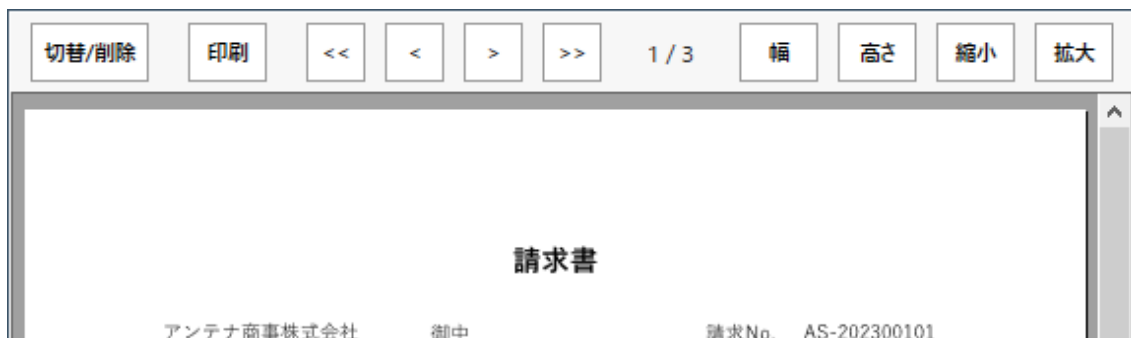 切替/削除 印刷 << < > >> 1 / 3 幅 高さ 縮小 拡大
請求書
アンテナ商事株式会社 御中 請求No. AS-202300101